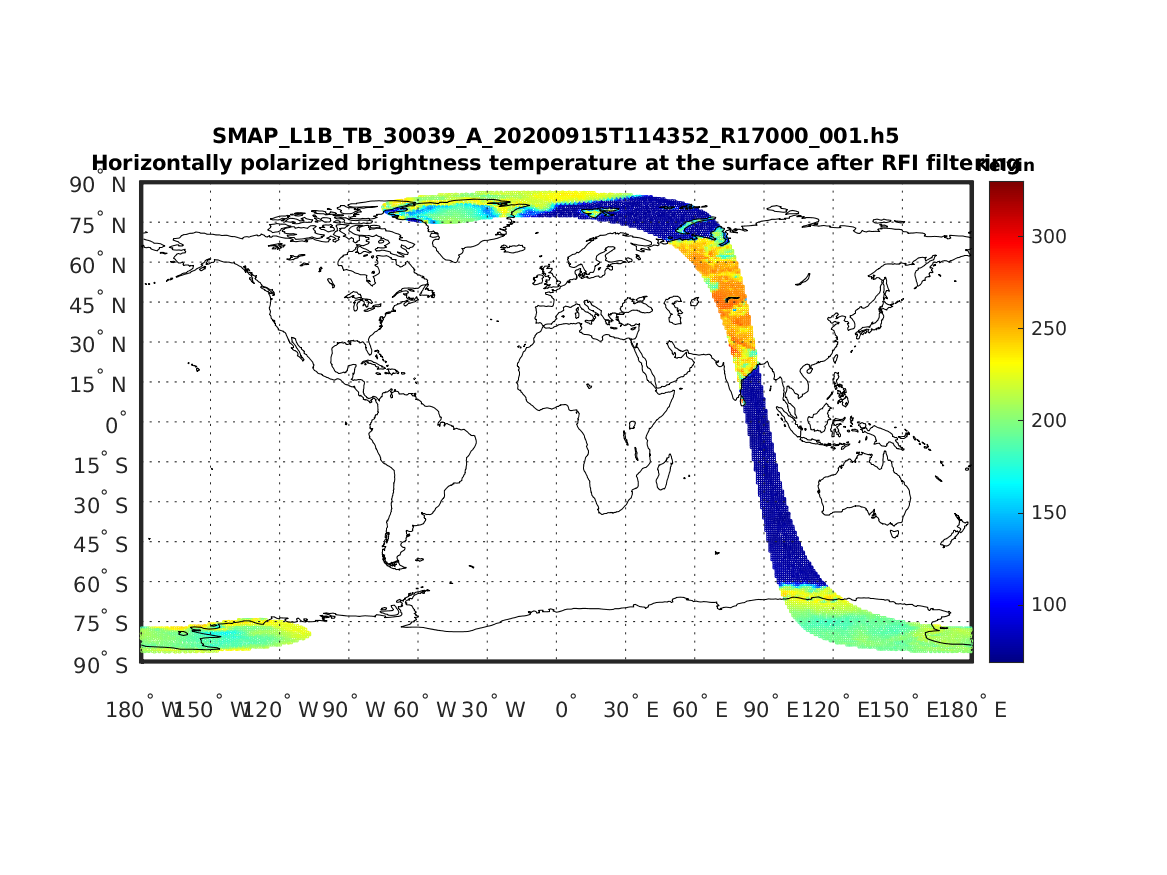 SMAP_L1B_TB_30039_A_20200915T114352_R17000_001.h5
Horizontally polarized brightness temperature at the surface after RFI filtering
Kelvin
90° N
75° N
60° N
45° N
30° N
15° N
0°
15° S
30° S
45° S
60° S
75° S
90° S
180° W 150° W 120° W 90° W 60° W 30° W 0° 30° E 60° E 90° E 120° E 150° E 180° E
300
250
200
150
100